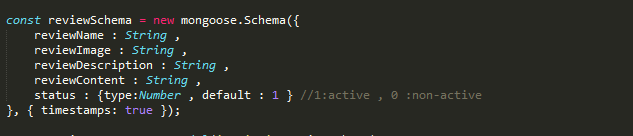 const reviewSchema = new mongoose.Schema({
    reviewName : String ,
    reviewImage : String ,
    reviewDescription : String ,
    reviewContent : String ,
    status : {type:Number , default : 1 } //1:active , 0 :non-active
}, { timestamps: true });